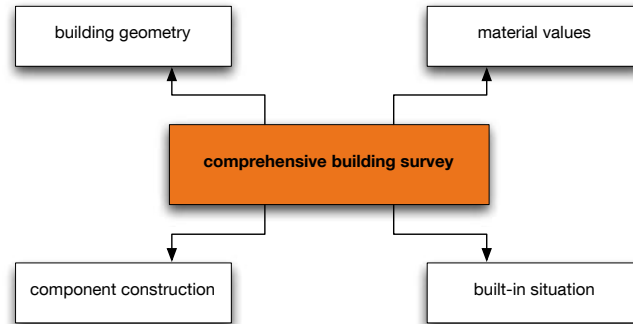 building geometry
material values
comprehensive building survey
component construction
built-in situation